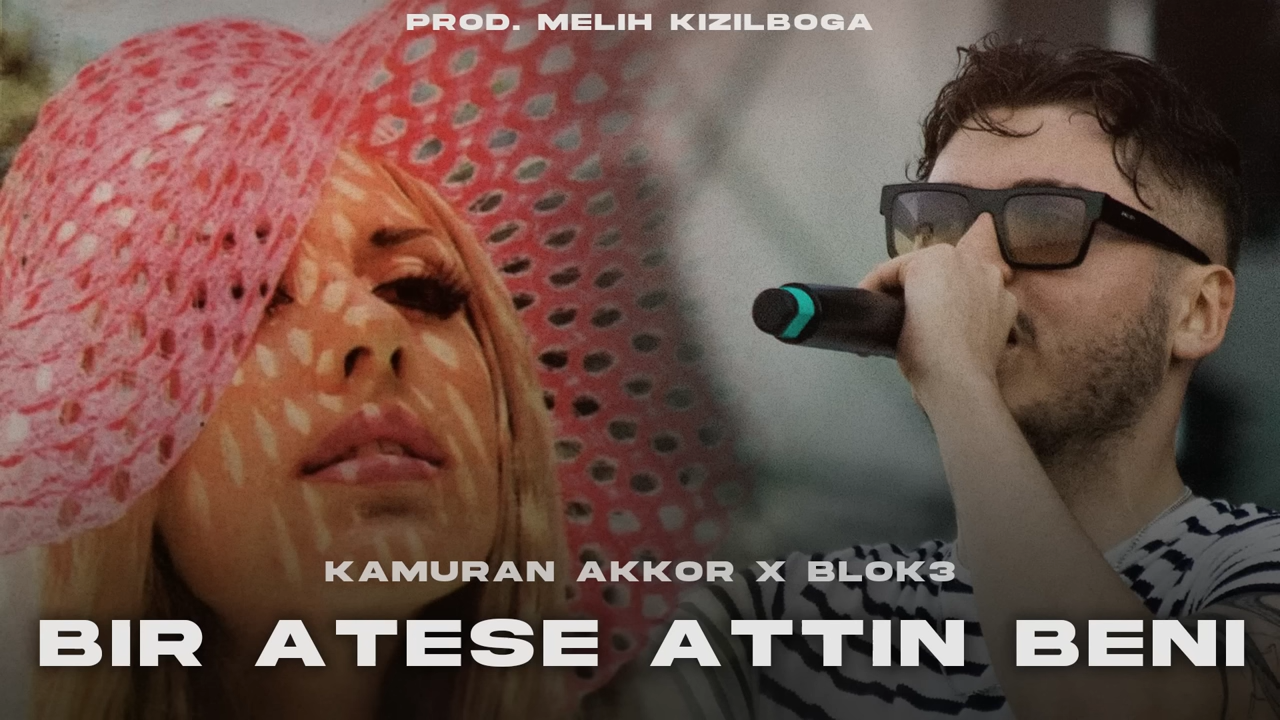 PROD. MELIH KIZILBOGA
KAMURAN AKKOR X BLOK3
BIR ATESE ATTIN BENI